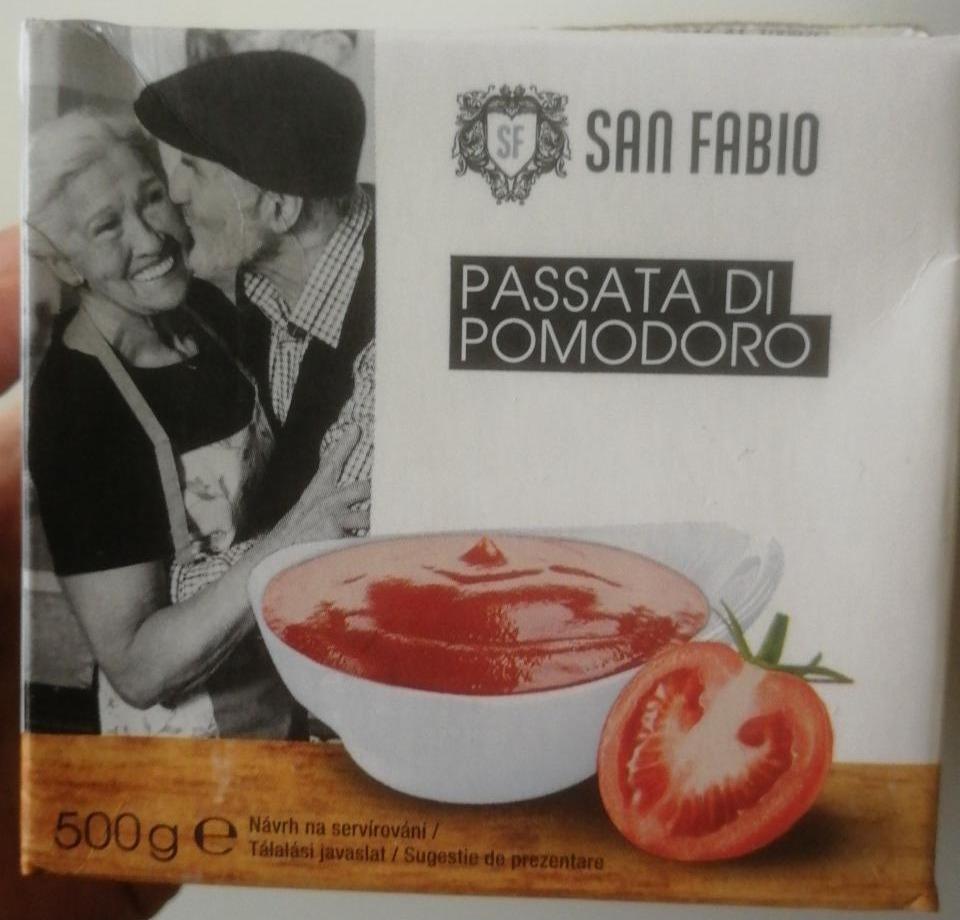 SF
SAN FABIO
PASSATA DI
POMODORO
500g e
Návrh na servírování /
Tálalási javaslat / Sugestie de prezentare